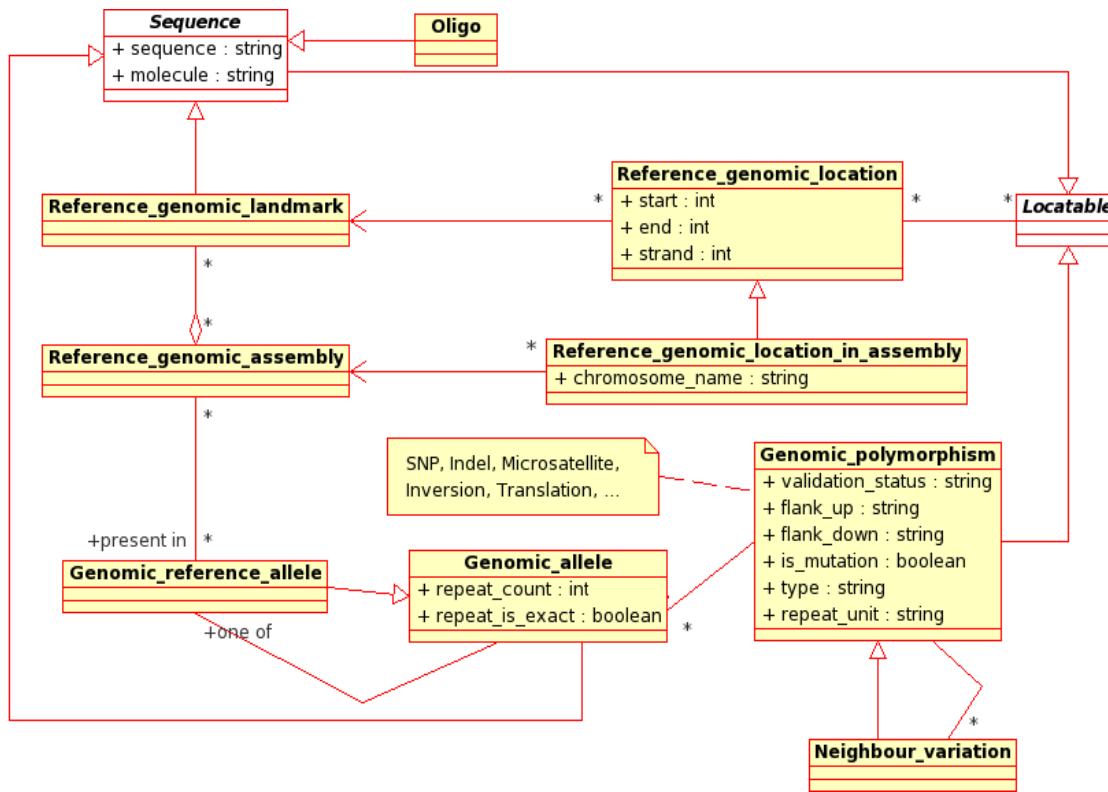 Sequence
+ sequence : string
+ molecule : string
Oligo
Reference_genomic_landmark
*
Reference_genomic_location
+ start : int
+ end : int
+ strand : int
*
*
*
Locatable
*
*
Reference_genomic_assembly
*
*
Reference_genomic_location_in_assembly
+ chromosome_name : string
SNP, Indel, Microsatellite,
Inversion, Translation, ...
Genomic_polymorphism
+ validation_status : string
+ flank_up : string
+ flank_down : string
+ is_mutation : boolean
+ type : string
+ repeat_unit : string
+present in
*
Genomic_reference_allele
+one of
Genomic_allele
+ repeat_count : int
+ repeat_is_exact : boolean
*
*
Neighbour_variation